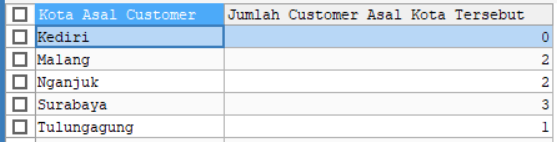 Kota Asal Customer Jumlah Customer Asal Kota Tersebut
Kediri 0
Malang 2
Nganjuk 2
Surabaya 3
Tulungagung 1